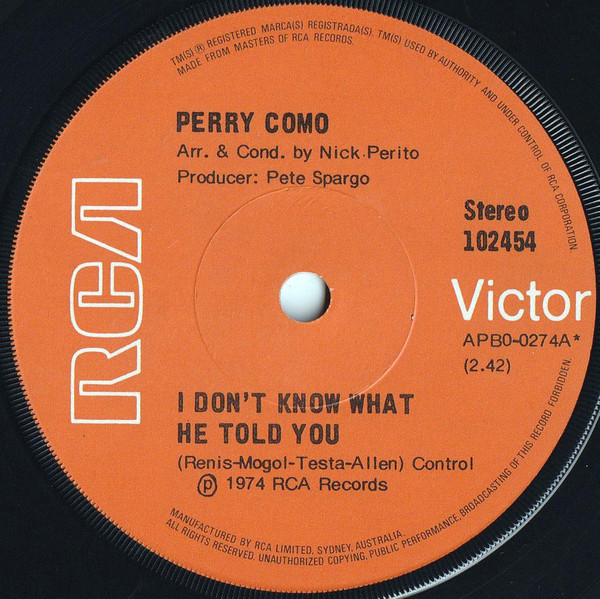 TM(S)® REGISTERED MARCA(S) REGISTRADA(S). TM(S) USED BY AUTHORITY AND UNDER CONTROL OF RCA CORPORATION.
MADE FROM MASTERS OF RCA RECORDS.
PERRY COMO
Arr. & Cond. by Nick Perito
Producer: Pete Spargo
RCA
Stereo
102454
Victor
APBO-0274A*
(2.42)
I DON'T KNOW WHAT
HE TOLD YOU
(Renis-Mogol-Testa-Allen) Control
℗ 1974 RCA Records
MANUFACTURED BY RCA LIMITED, SYDNEY, AUSTRALIA.
ALL RIGHTS RESERVED. UNAUTHORIZED COPYING, PUBLIC PERFORMANCE, BROADCASTING OF THIS RECORD FORBIDDEN.